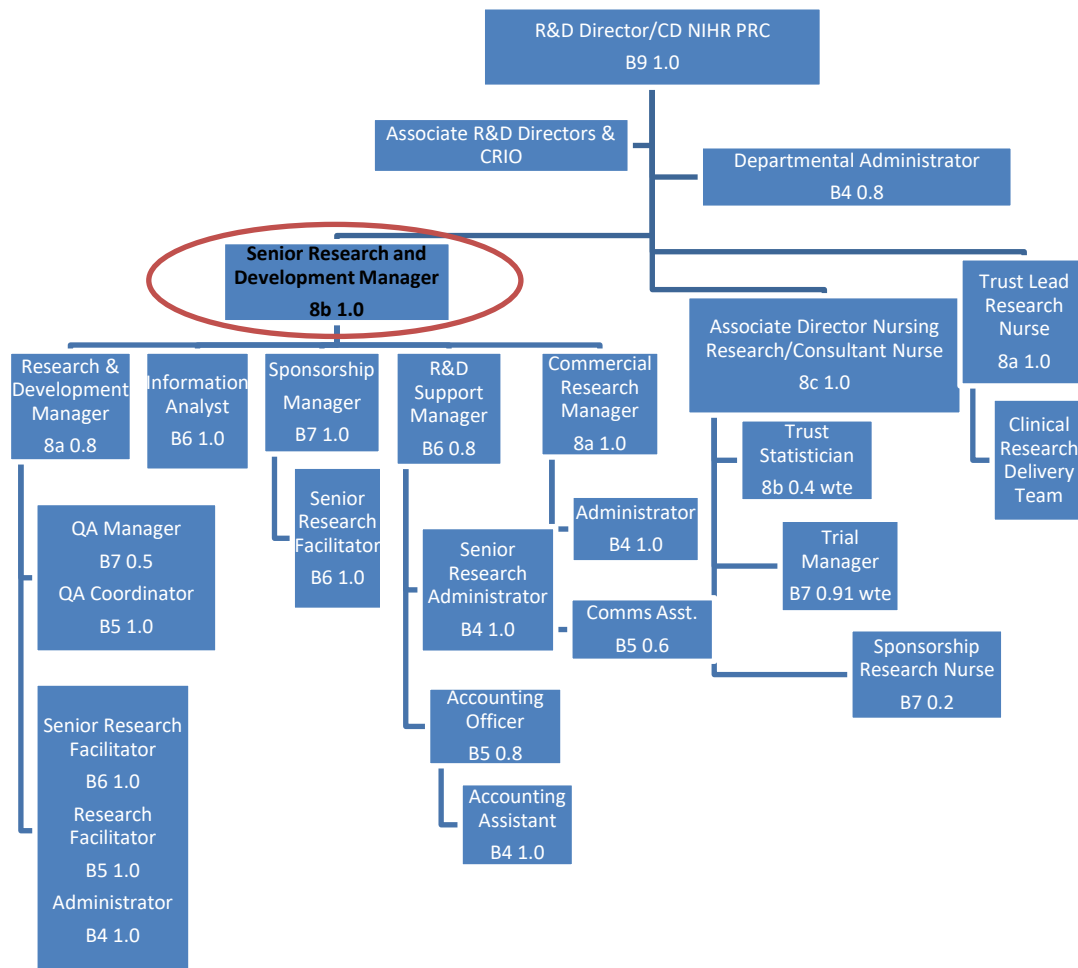 R&D Director/CD NIHR PRC
B9 1.0
Associate R&D Directors &
CRIO
Departmental Administrator
B4 0.8
Senior Research and
Development Manager
8b 1.0
Trust Lead
Research
Nurse
8a 1.0
Associate Director Nursing
Research/Consultant Nurse
8c 1.0
Research &
Development
Manager
8a 0.8
Information
Analyst
B6 1.0
Sponsorship
Manager
B7 1.0
R&D
Support
Manager
B6 0.8
Commercial
Research
Manager
8a 1.0
Trust
Statistician
8b 0.4 wte
Clinical
Research
Delivery
Team
QA Manager
B7 0.5
QA Coordinator
B5 1.0
Senior
Research
Facilitator
B6 1.0
Senior
Research
Administrator
B4 1.0
Administrator
B4 1.0
Trial
Manager
B7 0.91 wte
Comms Asst.
B5 0.6
Sponsorship
Research Nurse
B7 0.2
Senior Research
Facilitator
B6 1.0
Research
Facilitator
B5 1.0
Administrator
B4 1.0
Accounting
Officer
B5 0.8
Accounting
Assistant
B4 1.0